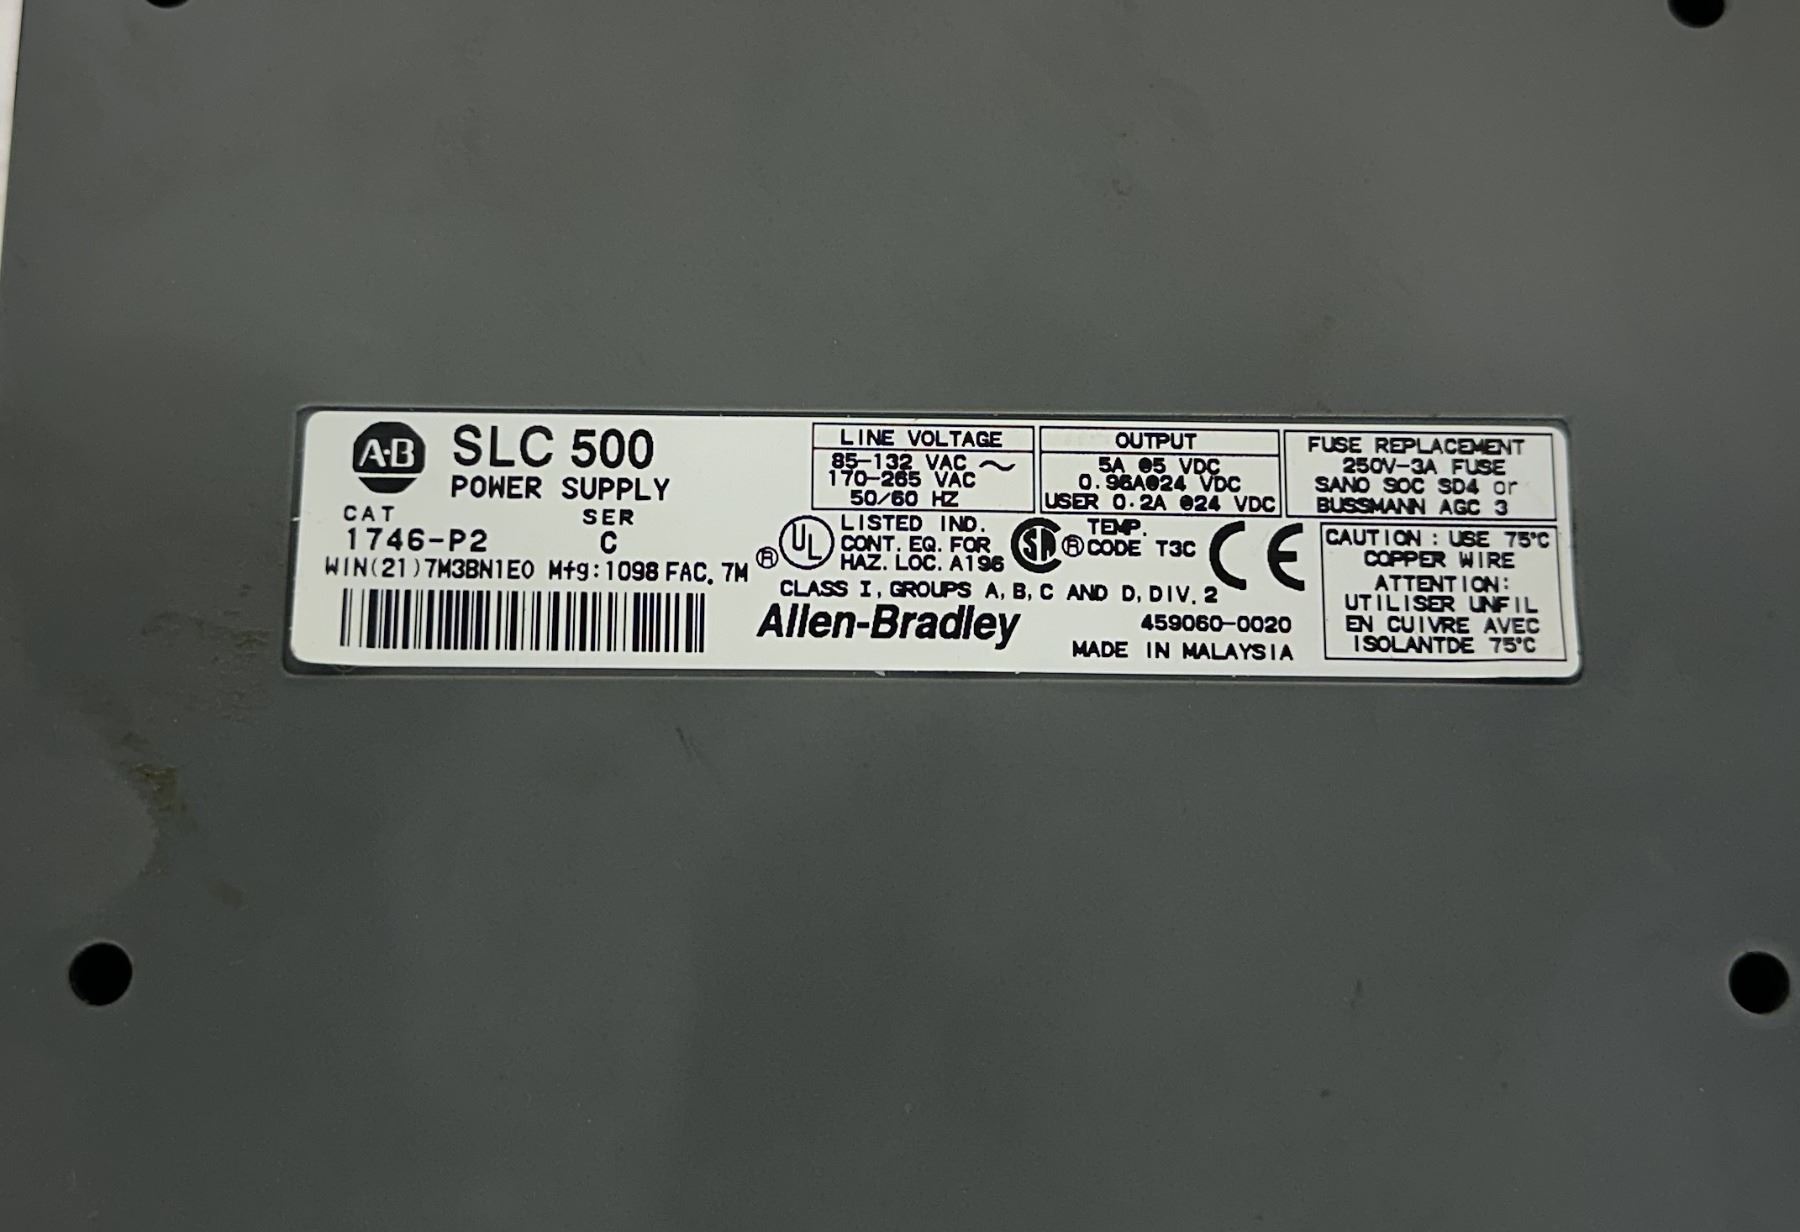 A-B
SLC 500
POWER SUPPLY
CAT SER
1746-P2 C
WIN(21)7M3BN1E0 Mfg:1098 FAC. 7M
LINE VOLTAGE
85-132 VAC ~
170-265 VAC
50/60 HZ
OUTPUT
5A @5 VDC
0.96A@24 VDC
USER 0.2A @24 VDC
FUSE REPLACEMENT
250V-3A FUSE
SANO SOC SD4 or
BUSSMANN AGC 3
® UL
LISTED IND.
CONT. EQ. FOR
HAZ. LOC. A196
SA ®
TEMP.
CODE T3C
CE
CLASS I, GROUPS A, B, C AND D, DIV. 2
Allen-Bradley
459060-0020
MADE IN MALAYSIA
CAUTION : USE 75°C
COPPER WIRE
ATTENTION:
UTILISER UNFIL
EN CUIVRE AVEC
ISOLANTDE 75°C